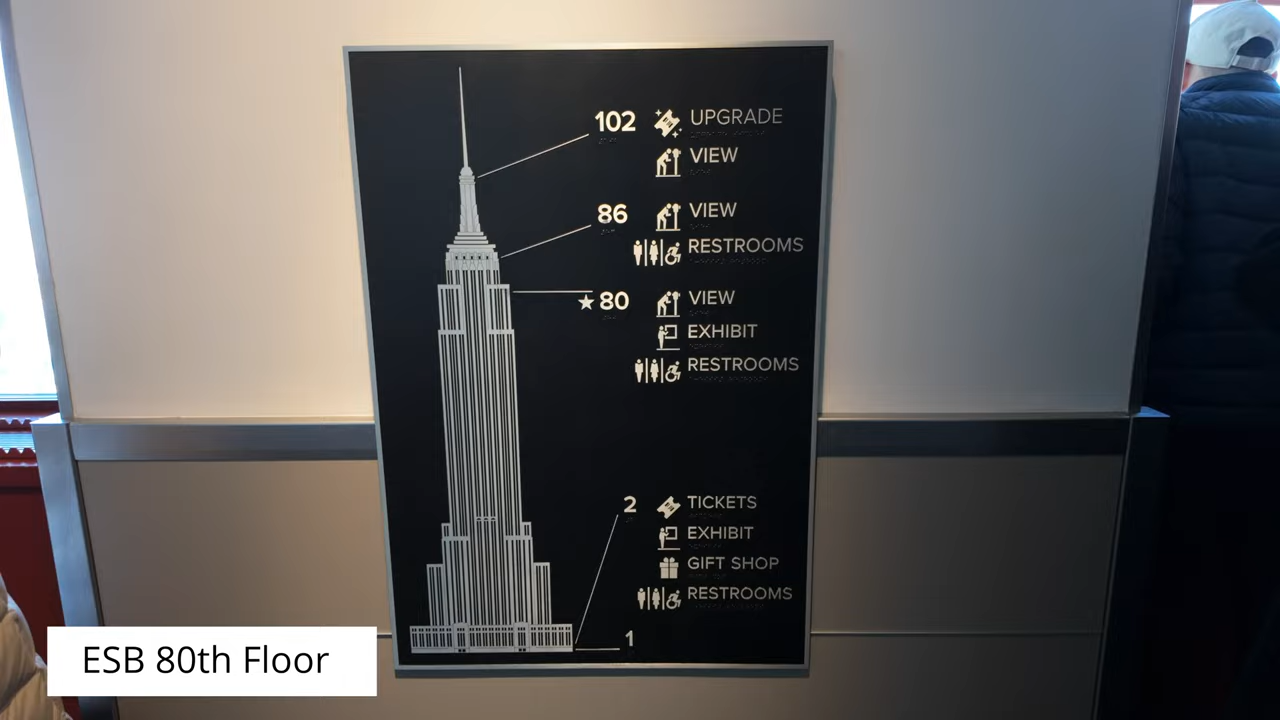 102 UPGRADE
VIEW
86 VIEW
RESTROOMS
★ 80 VIEW
EXHIBIT
RESTROOMS
2 TICKETS
EXHIBIT
GIFT SHOP
RESTROOMS
1
ESB 80th Floor